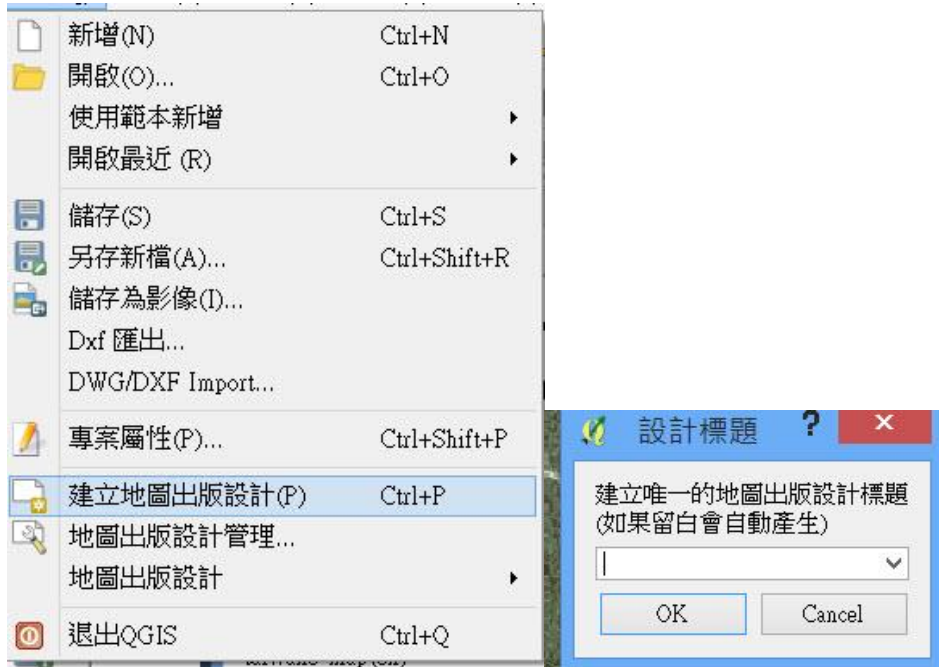 新增(N) Ctrl+N
開啟(O)... Ctrl+O
使用範本新增
開啟最近 (R)
儲存(S) Ctrl+S
另存新檔(A)... Ctrl+Shift+R
儲存為影像(I)...
Dxf 匯出...
DWG/DXF Import...
專案屬性(P)... Ctrl+Shift+P
建立地圖出版設計(P) Ctrl+P
地圖出版設計管理...
地圖出版設計
退出QGIS Ctrl+Q
設計標題 ? ×
建立唯一的地圖出版設計標題
(如果留白會自動產生)
OK Cancel